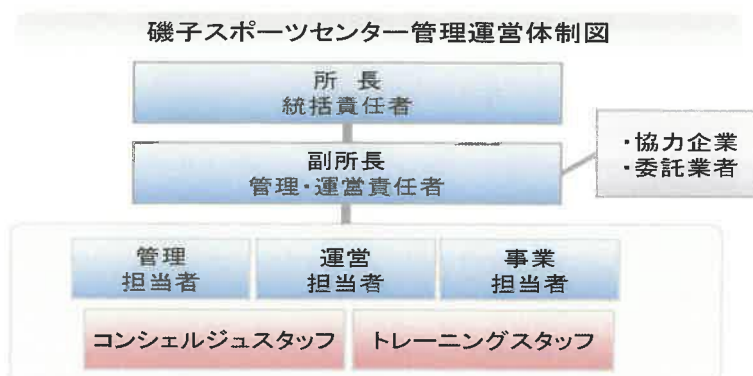 磯子スポーツセンター管理運営体制図
所 長
統括責任者
副所長
管理・運営責任者
・協力企業
・委託業者
管理
担当者
運営
担当者
事業
担当者
コンシェルジュスタッフ
トレーニングスタッフ